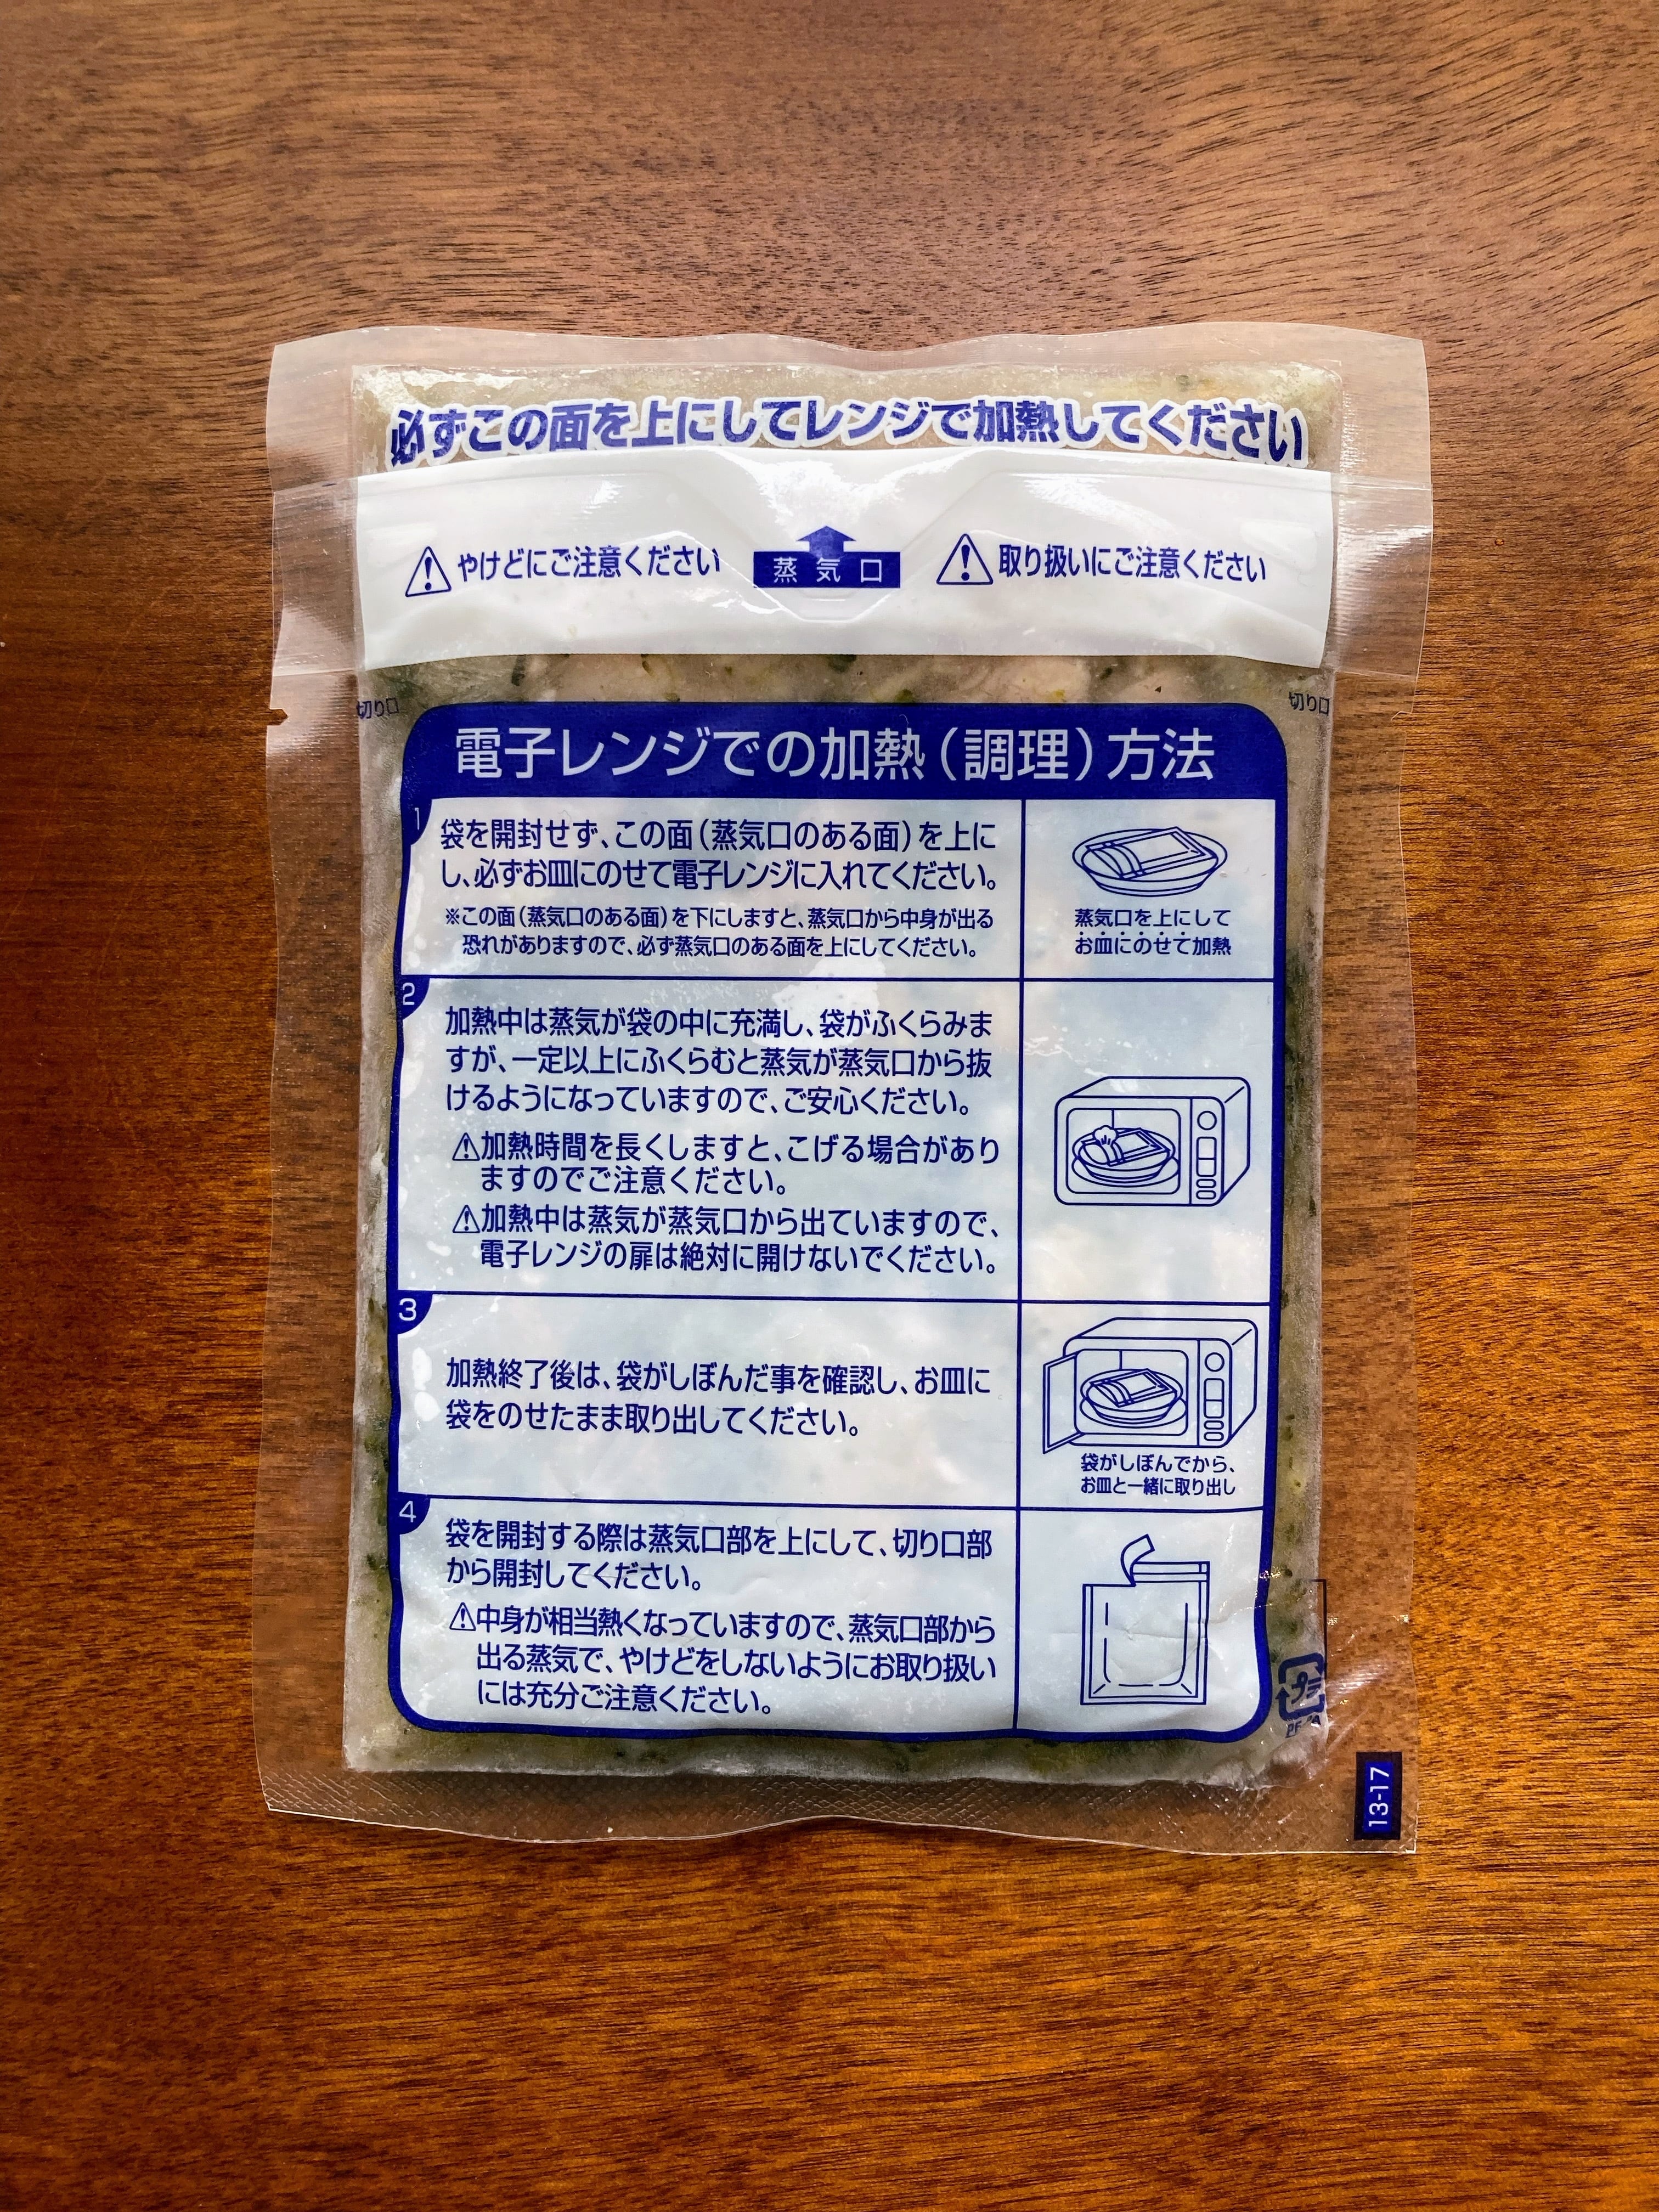 必ずこの面を上にしてレンジで加熱してください
⚠やけどにご注意ください
蒸気口
⚠取り扱いにご注意ください
切り口
切り口
電子レンジでの加熱(調理)方法
1
袋を開封せず、この面(蒸気口のある面)を上に
し、必ずお皿にのせて電子レンジに入れてください。
※この面(蒸気口のある面)を下にしますと、蒸気口から中身が出る
恐れがありますので、必ず蒸気口のある面を上にしてください。
蒸気口を上にして
お皿にのせて加熱
2
加熱中は蒸気が袋の中に充満し、袋がふくらみま
すが、一定以上にふくらむと蒸気が蒸気口から抜
けるようになっていますので、ご安心ください。
⚠加熱時間を長くしますと、こげる場合があり
ますのでご注意ください。
⚠加熱中は蒸気が蒸気口から出ていますので、
電子レンジの扉は絶対に開けないでください。
3
加熱終了後は、袋がしぼんだ事を確認し、お皿に
袋をのせたまま取り出してください。
袋がしぼんでから、
お皿と一緒に取り出し
4
袋を開封する際は蒸気口部を上にして、切り口部
から開封してください。
⚠中身が相当熱くなっていますので、蒸気口部から
出る蒸気で、やけどをしないようにお取り扱い
には充分ご注意ください。
プラ
13-17